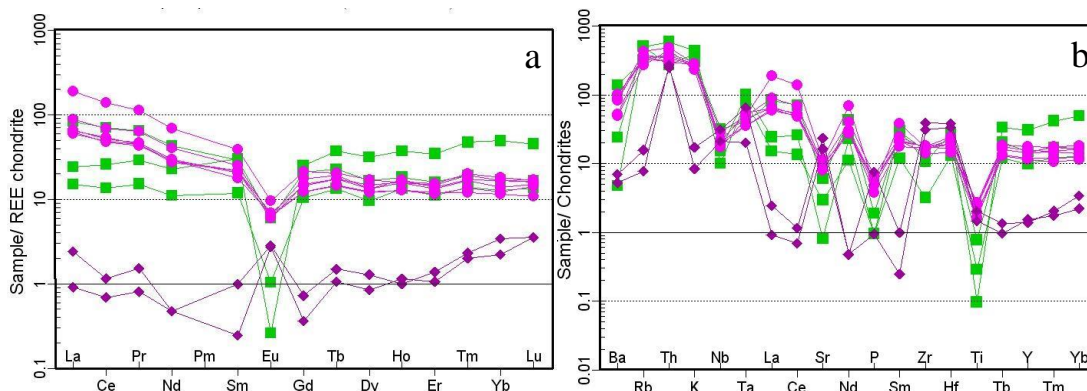 a
Sample/ REE chondrite
1000
100
10
1
0.1
La Pr Pm Eu Tb Ho Tm Lu
Ce Nd Sm Gd Dy Er Yb
b
Sample/ Chondrites
1000
100
10
1
0.1
0.01
Ba Th Nb La Sr P Zr Ti Y Yb
Rb K Ta Ce Nd Sm Hf Tb Tm